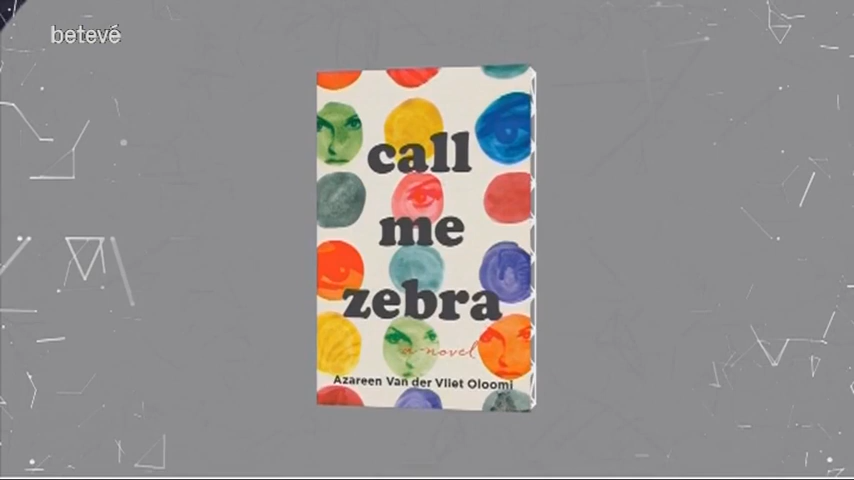 betevé
call
me
zebra
a novel
Azareen Van der Vliet Oloomi